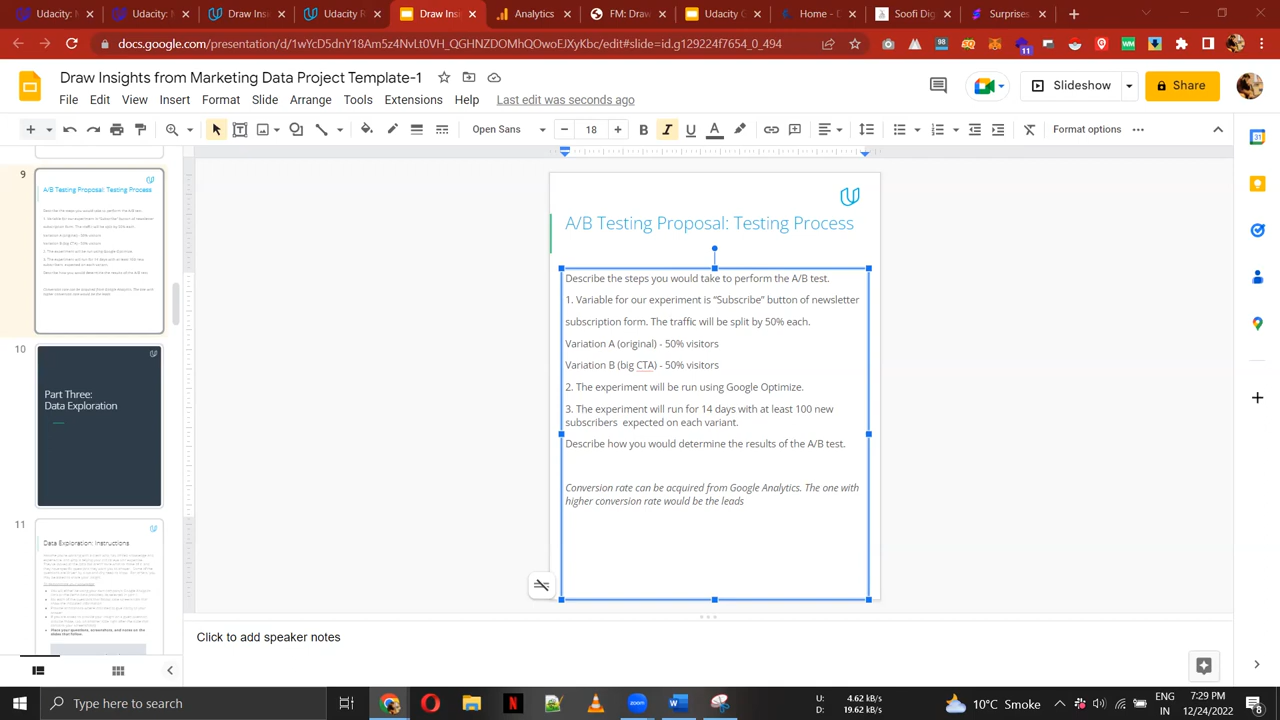 Udacity
Draw Insi
Udacity R
Draw Ins
Analytics
FM: Drav
Udacity C
Home - D
Soofi Dig
Surprises
docs.google.com/presentation/d/1wYcD5dnY18Am5z4NvLt0VH_QGHNZDOMhQOwEJXyKbc/edit#slide=id.g129224f7654_0_494
98
11
Draw Insights from Marketing Data Project Template-1
File Edit View Insert Format Slide Arrange Tools Extensions Help Last edit was seconds ago
Slideshow
Share
Open Sans
18
B I U A
Format options
9
A/B Testing Proposal: Testing Process
10
Part Three:
Data Exploration
11
Data Exploration: Instructions
A/B Testing Proposal: Testing Process
Describe the steps you would take to perform the A/B test.
1. Variable for our experiment is “Subscribe” button of newsletter
subscription form. The traffic will be split by 50% each.
Variation A (original) - 50% visitors
Variation B (big CTA) - 50% visitors
2. The experiment will be run using Google Optimize.
3. The experiment will run for 14 days with at least 100 new
subscribers expected on each variant.
Describe how you would determine the results of the A/B test.
Conversion rate can be acquired from Google Analytics. The one with
higher conversion rate would be the leads
Click to add speaker notes
Type here to search
zoom
U: 4.62 kB/s
D: 19.62 kB/s
10°C Smoke
ENG
IN
7:29 PM
12/24/2022
8